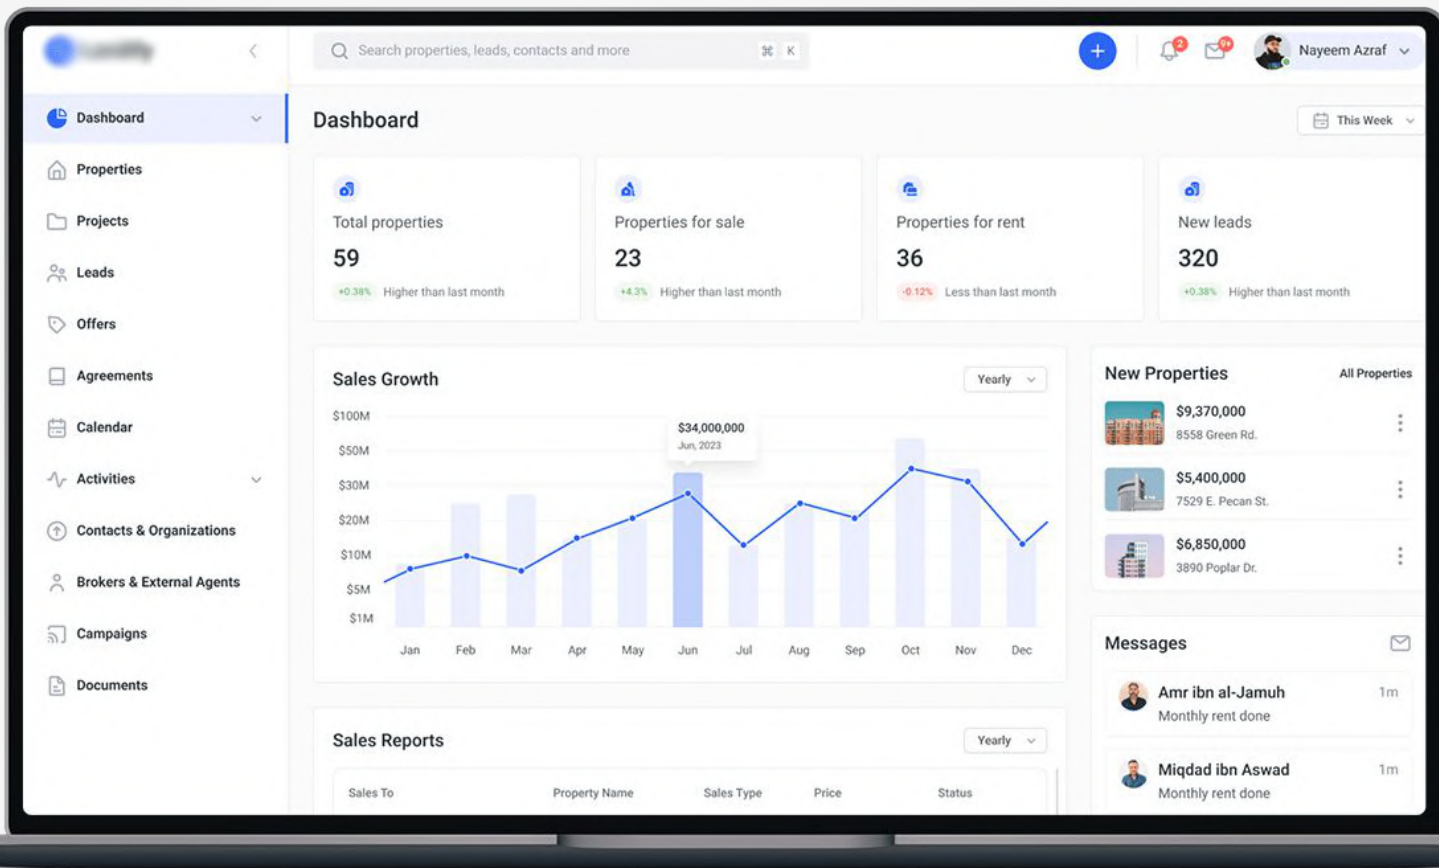 Search properties, leads, contacts and more
⌘ K
2
9+
Nayeem Azraf
Dashboard
Properties
Projects
Leads
Offers
Agreements
Calendar
Activities
Contacts & Organizations
Brokers & External Agents
Campaigns
Documents
Dashboard
This Week
Total properties
59
+0.38% Higher than last month
Properties for sale
23
+4.3% Higher than last month
Properties for rent
36
-0.12% Less than last month
New leads
320
+0.38% Higher than last month
Sales Growth
Yearly
$100M
$50M
$30M
$20M
$10M
$5M
$1M
$34,000,000
Jun, 2023
Jan Feb Mar Apr May Jun Jul Aug Sep Oct Nov Dec
New Properties
All Properties
$9,370,000
8558 Green Rd.
$5,400,000
7529 E. Pecan St.
$6,850,000
3890 Poplar Dr.
Messages
Amr ibn al-Jamuh 1m
Monthly rent done
Miqdad ibn Aswad 1m
Monthly rent done
Sales Reports
Yearly
Sales To Property Name Sales Type Price Status